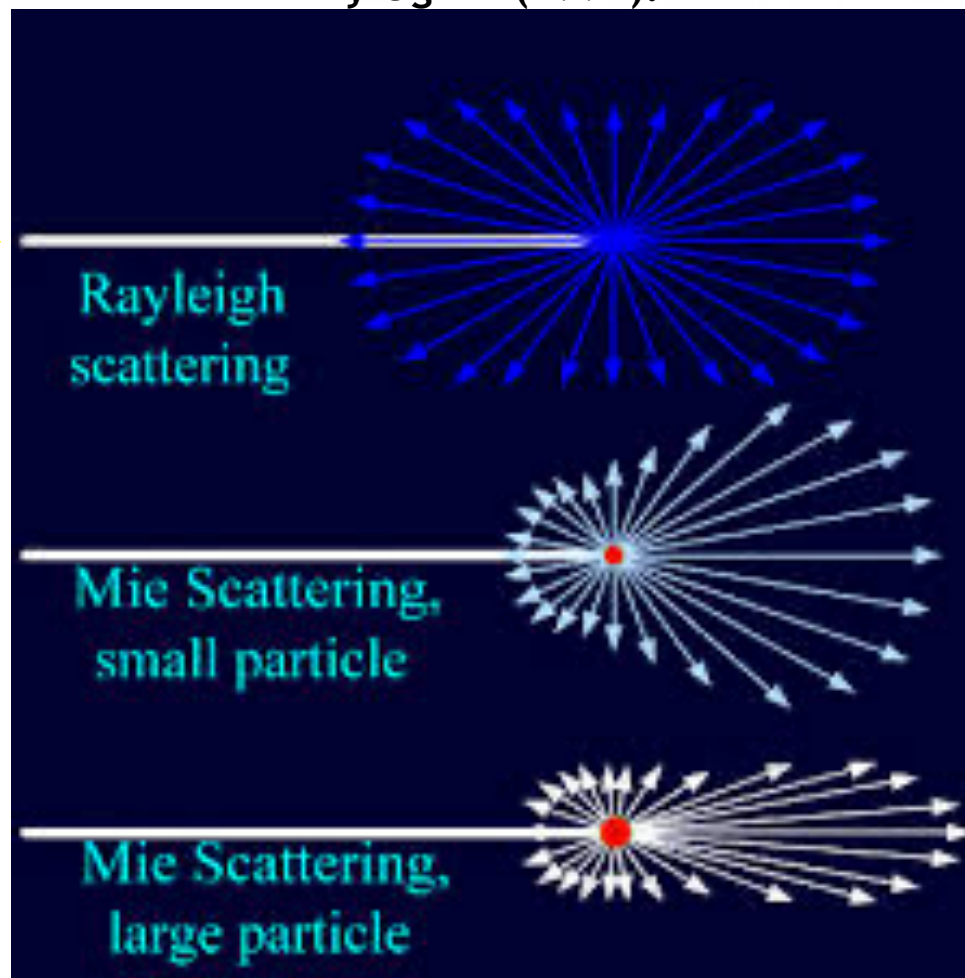 Rayleigh
scattering
Mie Scattering,
small particle
Mie Scattering,
large particle